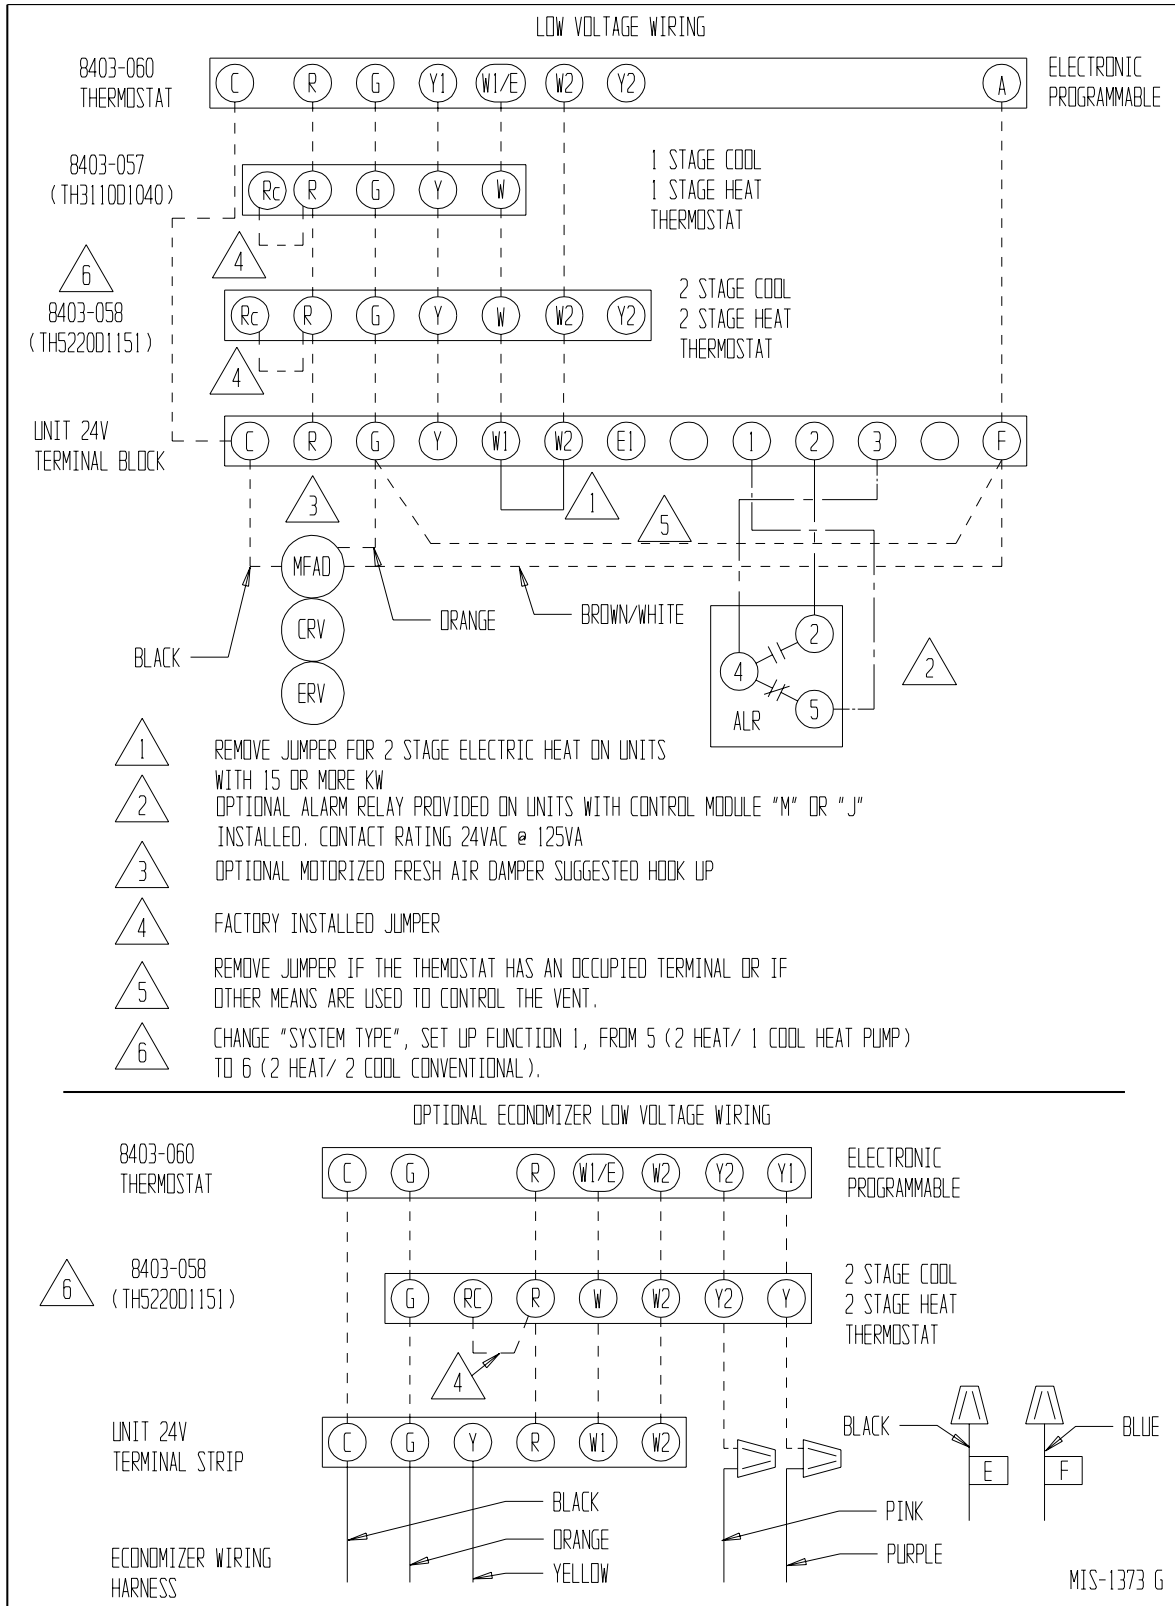 LOW VOLTAGE WIRING
8403-060
THERMOSTAT
C R G Y1 W1/E W2 Y2 A
ELECTRONIC
PROGRAMMABLE
8403-057
(TH3110D1040)
Rc R G Y W
1 STAGE COOL
1 STAGE HEAT
THERMOSTAT
4
6
8403-058
(TH5220D1151)
Rc R G Y W W2 Y2
2 STAGE COOL
2 STAGE HEAT
THERMOSTAT
4
UNIT 24V
TERMINAL BLOCK
C R G Y W1 W2 E1 1 2 3 F
3
1
5
MFAD
CRV
ERV
BLACK
ORANGE
BROWN/WHITE
2
4
5
ALR
2
1 REMOVE JUMPER FOR 2 STAGE ELECTRIC HEAT ON UNITS
WITH 15 OR MORE KW
2 OPTIONAL ALARM RELAY PROVIDED ON UNITS WITH CONTROL MODULE "M" OR "J"
INSTALLED. CONTACT RATING 24VAC @ 125VA
3 OPTIONAL MOTORIZED FRESH AIR DAMPER SUGGESTED HOOK UP
4 FACTORY INSTALLED JUMPER
5 REMOVE JUMPER IF THE THEMOSTAT HAS AN OCCUPIED TERMINAL OR IF
OTHER MEANS ARE USED TO CONTROL THE VENT.
6 CHANGE "SYSTEM TYPE", SET UP FUNCTION 1, FROM 5 (2 HEAT/ 1 COOL HEAT PUMP)
TO 6 (2 HEAT/ 2 COOL CONVENTIONAL).
OPTIONAL ECONOMIZER LOW VOLTAGE WIRING
8403-060
THERMOSTAT
C G R W1/E W2 Y2 Y1
ELECTRONIC
PROGRAMMABLE
6
8403-058
(TH5220D1151)
G RC R W W2 Y2 Y
2 STAGE COOL
2 STAGE HEAT
THERMOSTAT
4
UNIT 24V
TERMINAL STRIP
C G Y R W1 W2
BLACK
E
F
BLUE
BLACK
ORANGE
YELLOW
PINK
PURPLE
ECONOMIZER WIRING
HARNESS
MIS-1373 G